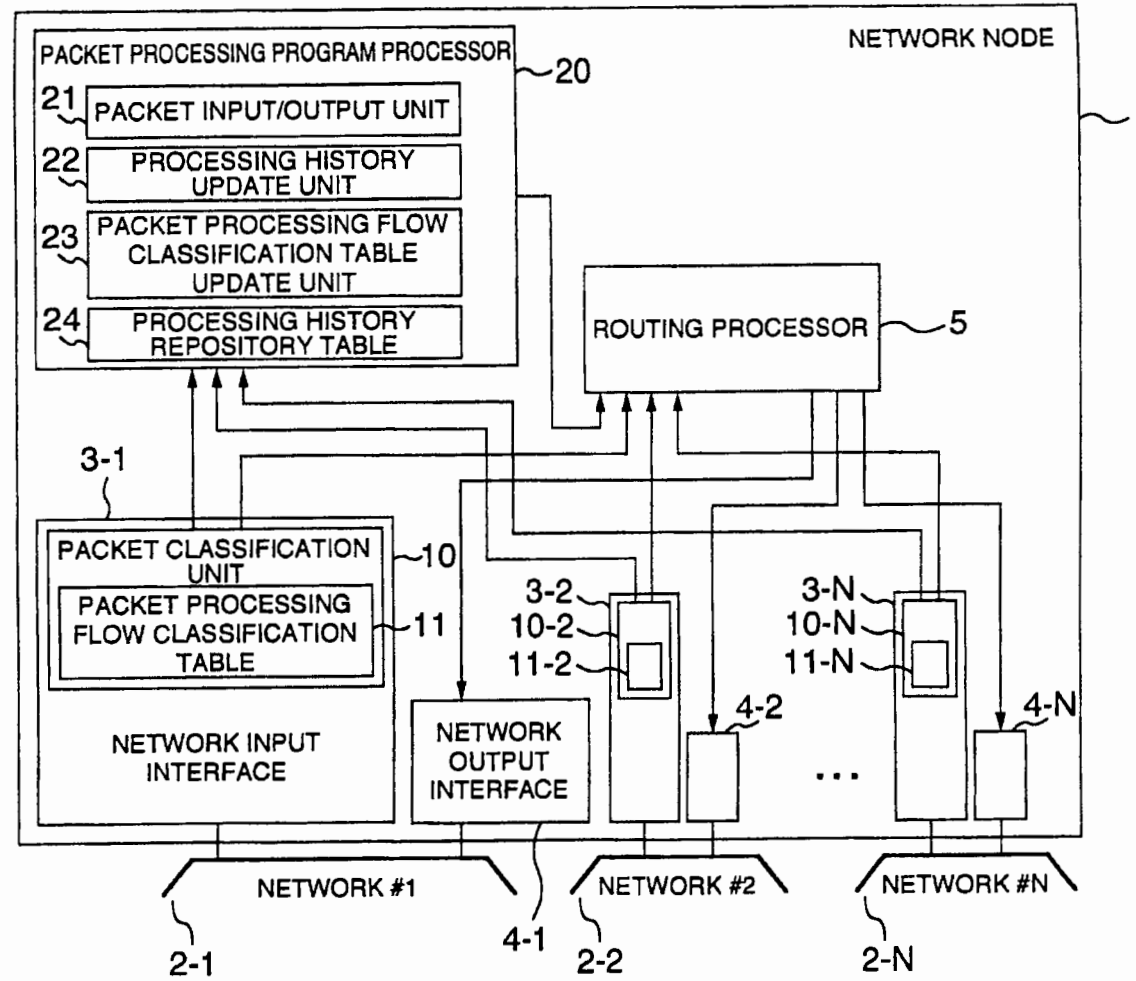 NETWORK NODE
PACKET PROCESSING PROGRAM PROCESSOR
20
21
PACKET INPUT/OUTPUT UNIT
22
PROCESSING HISTORY
UPDATE UNIT
23
PACKET PROCESSING FLOW
CLASSIFICATION TABLE
UPDATE UNIT
24
PROCESSING HISTORY
REPOSITORY TABLE
ROUTING PROCESSOR
5
3-1
PACKET CLASSIFICATION
UNIT
10
PACKET PROCESSING
FLOW CLASSIFICATION
TABLE
11
NETWORK INPUT
INTERFACE
NETWORK
OUTPUT
INTERFACE
3-2
10-2
11-2
4-2
...
3-N
10-N
11-N
4-N
NETWORK #1
NETWORK #2
NETWORK #N
2-1
4-1
2-2
2-N